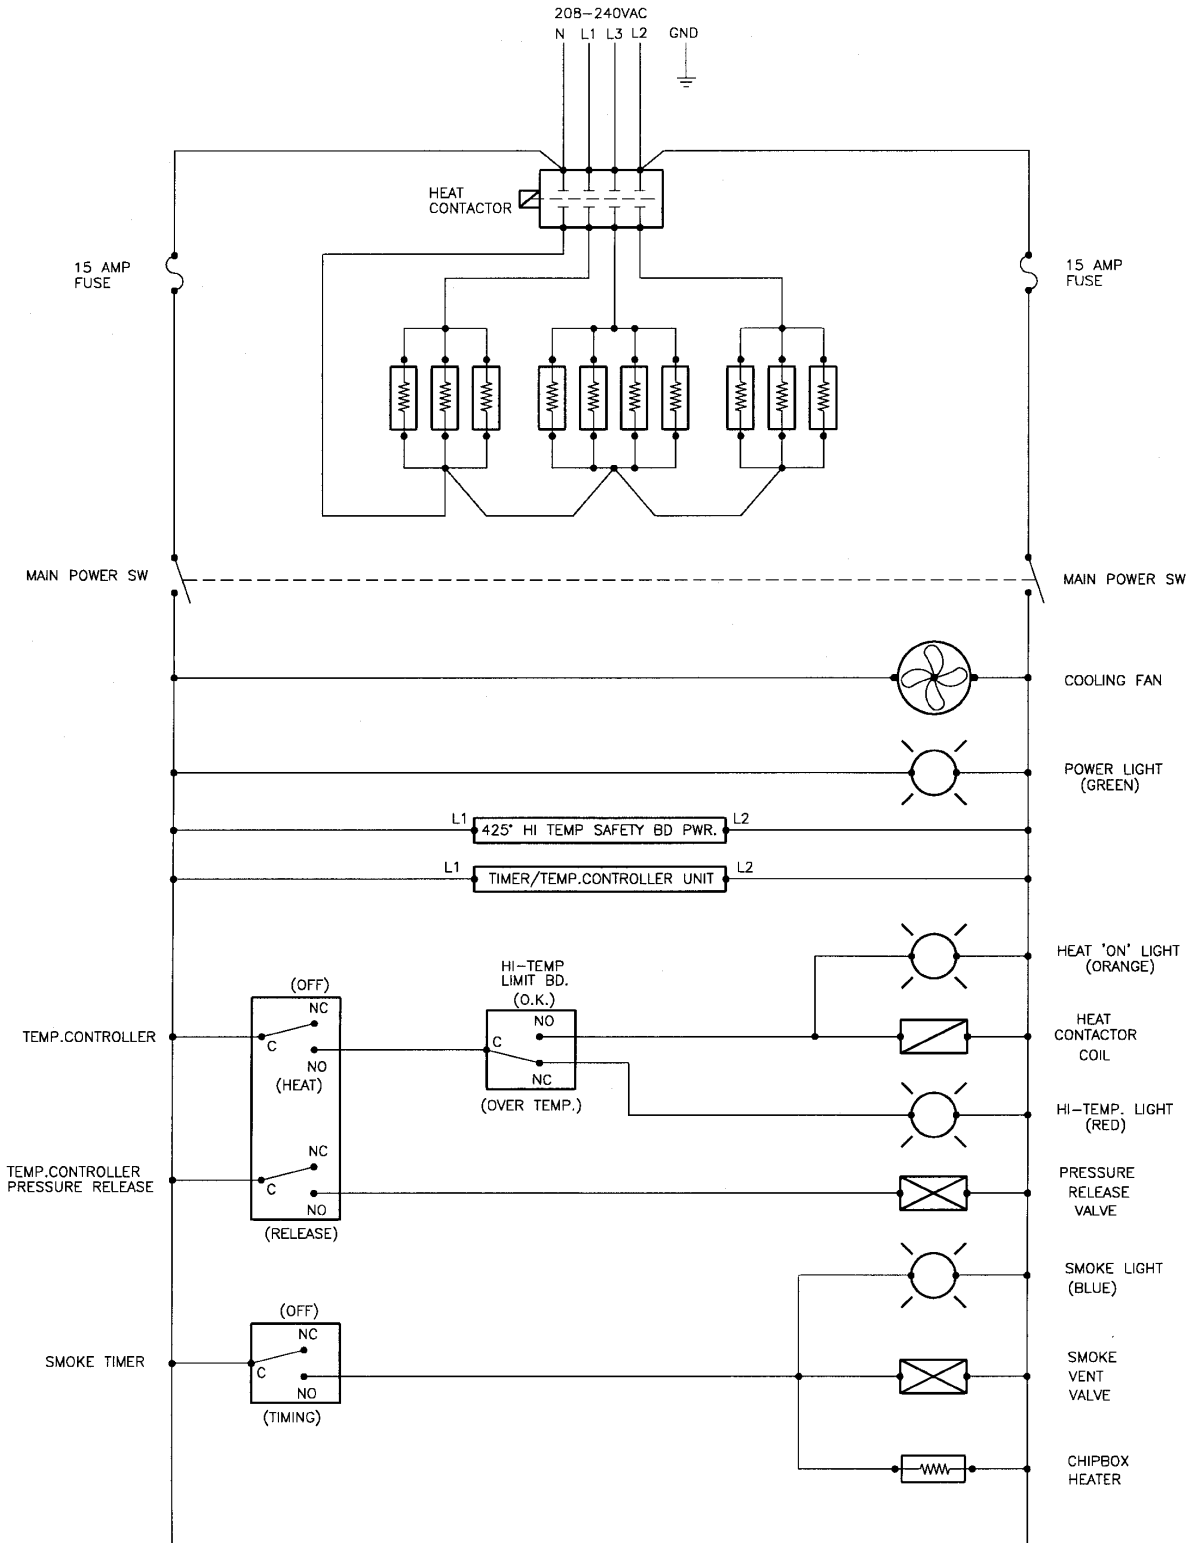 208-240VAC
N L1 L3 L2 GND
HEAT
CONTACTOR
15 AMP
FUSE
15 AMP
FUSE
MAIN POWER SW
MAIN POWER SW
COOLING FAN
POWER LIGHT
(GREEN)
L1 425° HI TEMP SAFETY BD PWR. L2
L1 TIMER/TEMP.CONTROLLER UNIT L2
HEAT 'ON' LIGHT
(ORANGE)
HI-TEMP
LIMIT BD.
(O.K.)
(OFF)
NC
NO
TEMP.CONTROLLER
C
NO
(HEAT)
C
NC
(OVER TEMP.)
HEAT
CONTACTOR
COIL
HI-TEMP. LIGHT
(RED)
TEMP.CONTROLLER
PRESSURE RELEASE
NC
C
NO
(RELEASE)
PRESSURE
RELEASE
VALVE
SMOKE LIGHT
(BLUE)
(OFF)
NC
SMOKE TIMER
C
NO
(TIMING)
SMOKE
VENT
VALVE
CHIPBOX
HEATER